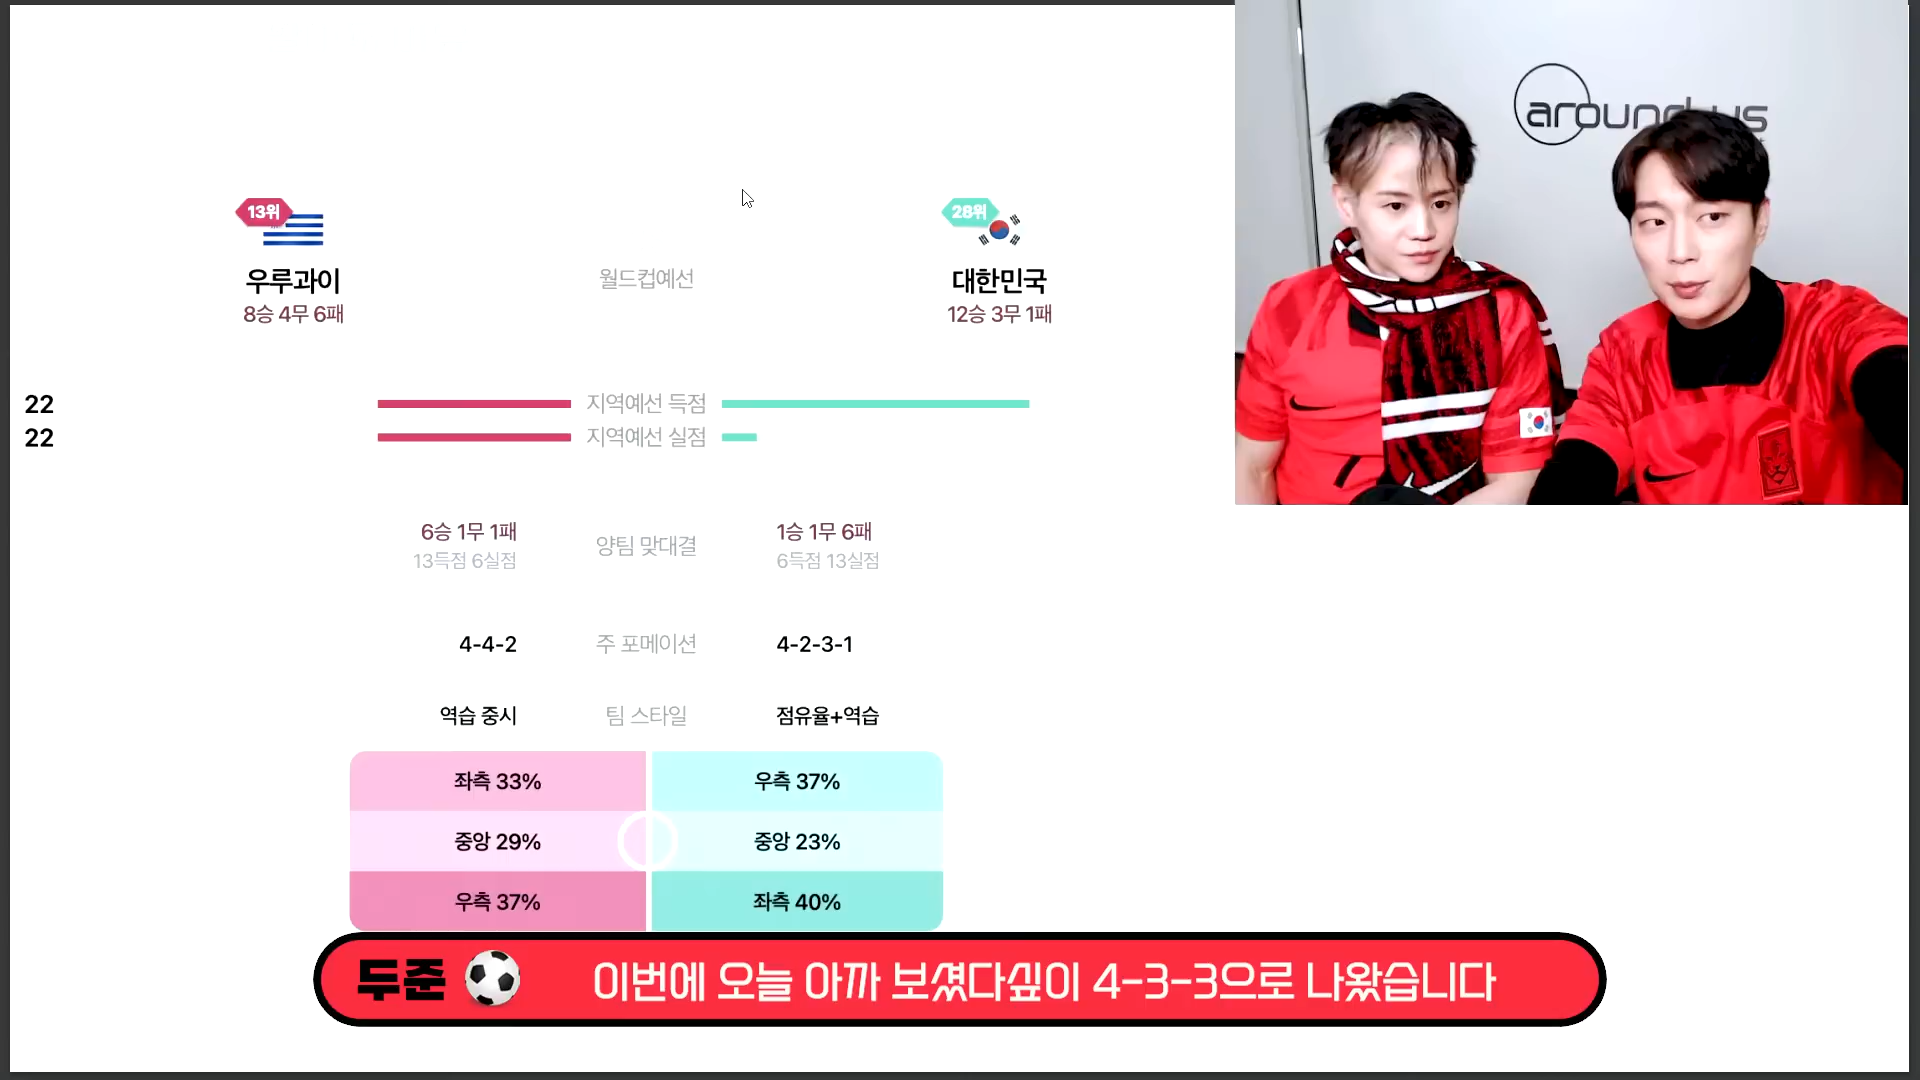 around us
13위
28위
우루과이
월드컵예선
대한민국
8승 4무 6패
12승 3무 1패
22
지역예선 득점
22
지역예선 실점
6승 1무 1패
양팀 맞대결
1승 1무 6패
13득점 6실점
6득점 13실점
4-4-2
주 포메이션
4-2-3-1
역습 중시
팀 스타일
점유율+역습
좌측 33%
우측 37%
중앙 29%
중앙 23%
우측 37%
좌측 40%
두준
이번에 오늘 아까 보셨다싶이 4-3-3으로 나왔습니다